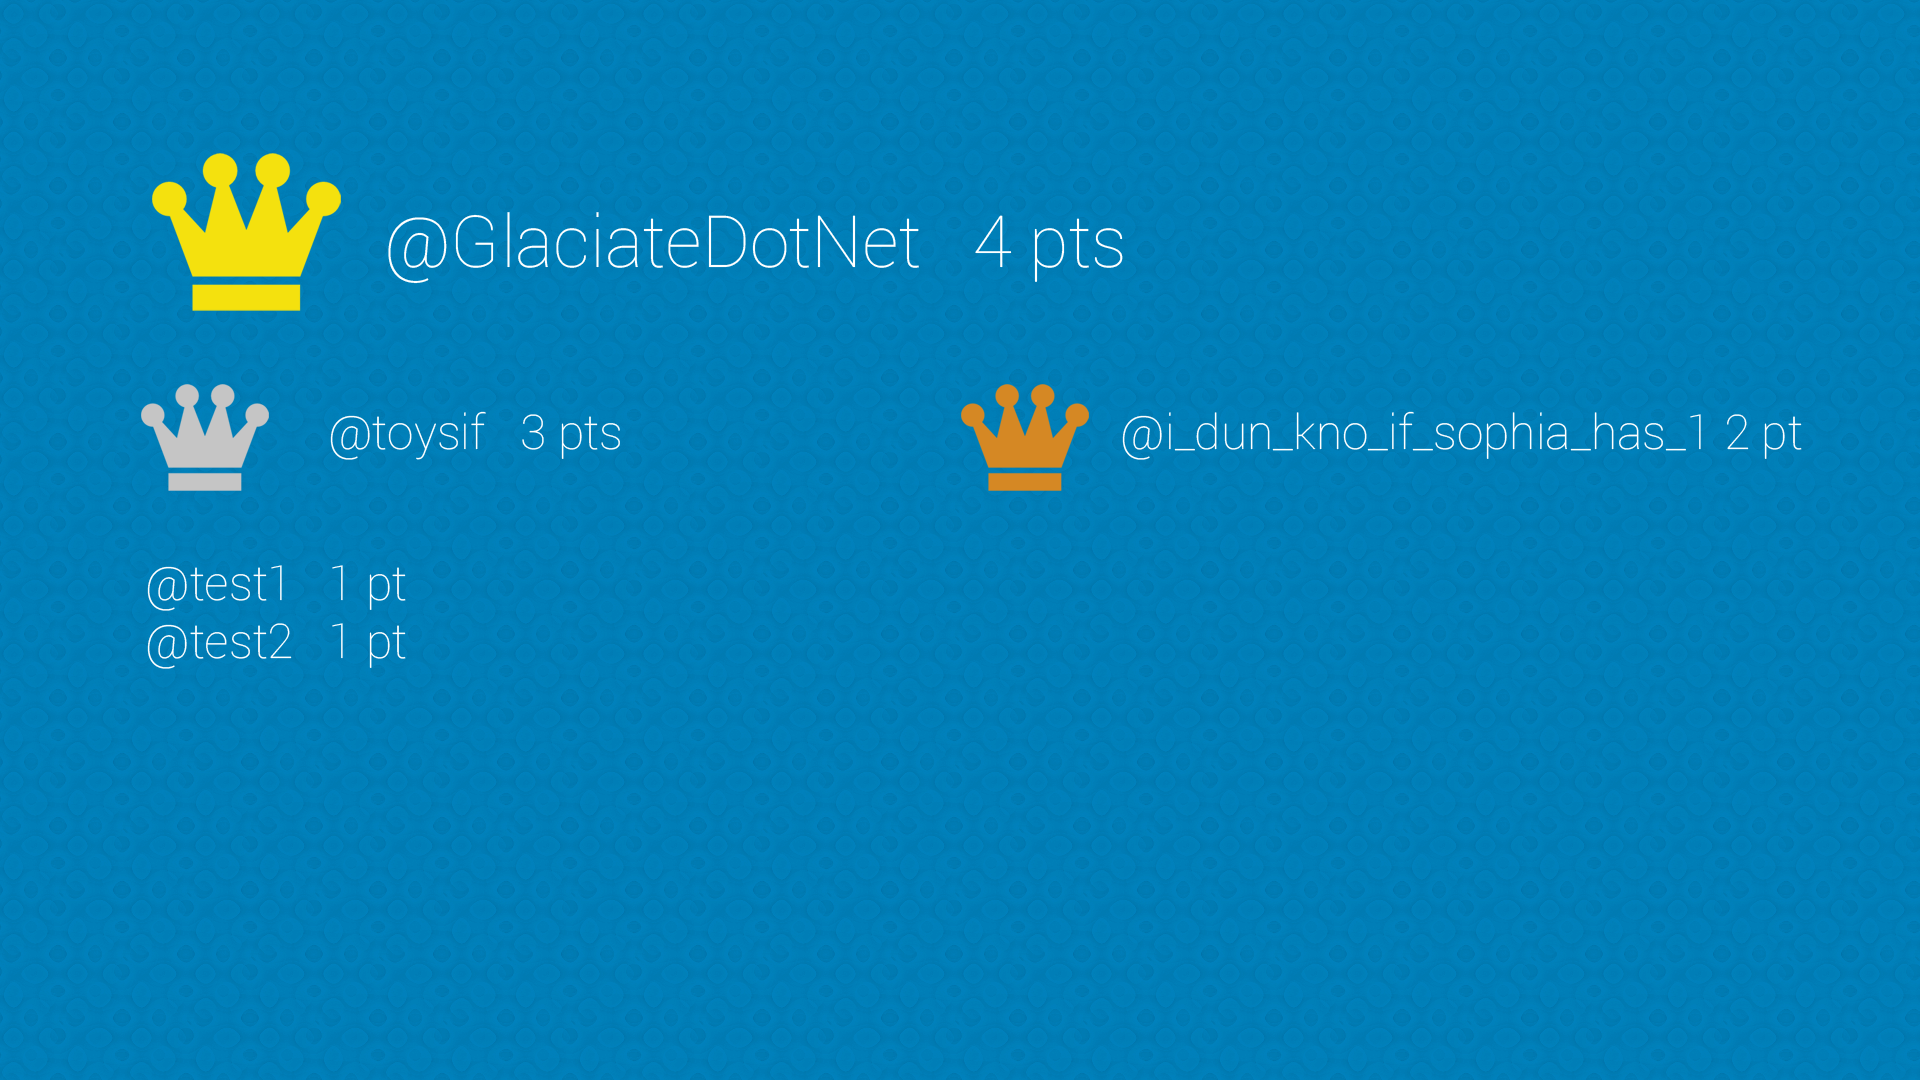 @GlaciateDotNet 4 pts
@toysif 3 pts
@i_dun_kno_if_sophia_has_1 2 pt
@test1 1 pt
@test2 1 pt